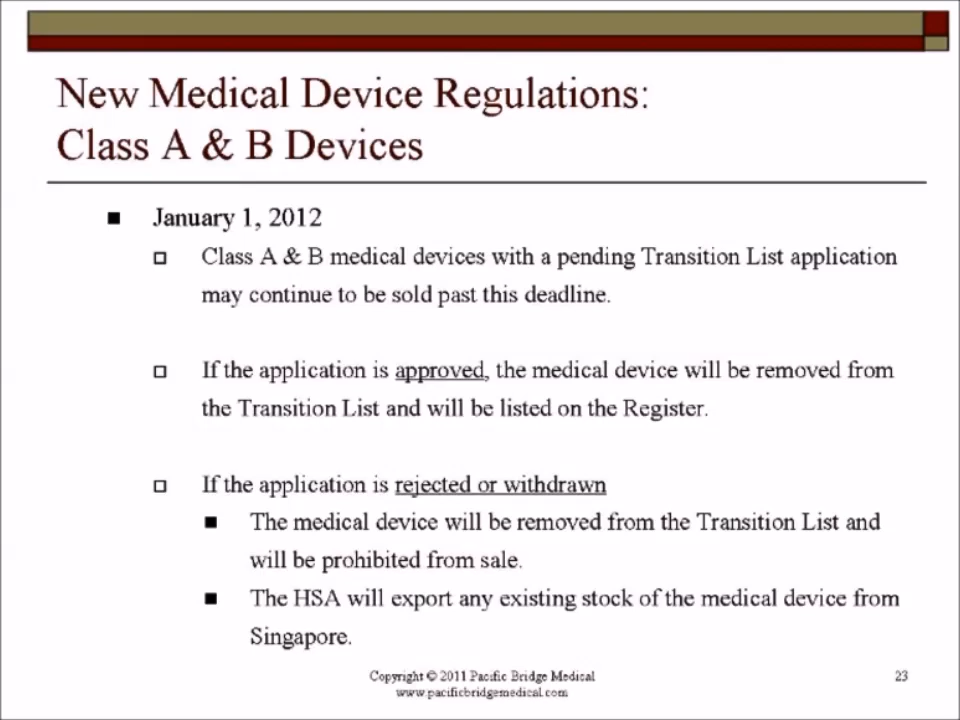 New Medical Device Regulations:
Class A & B Devices
January 1, 2012
Class A & B medical devices with a pending Transition List application
may continue to be sold past this deadline.
If the application is approved, the medical device will be removed from
the Transition List and will be listed on the Register.
If the application is rejected or withdrawn
The medical device will be removed from the Transition List and
will be prohibited from sale.
The HSA will export any existing stock of the medical device from
Singapore.
Copyright © 2011 Pacific Bridge Medical
www.pacificbridgemedical.com
23